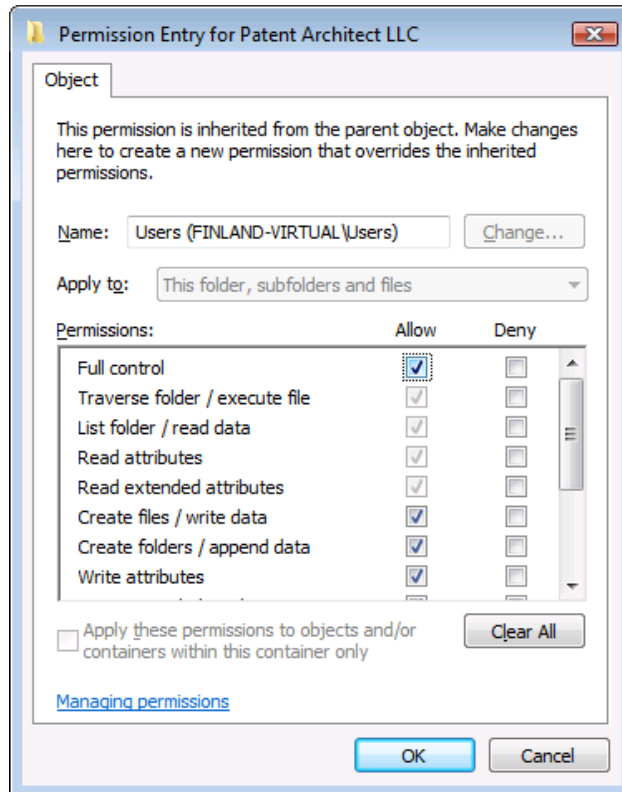 Permission Entry for Patent Architect LLC
Object
This permission is inherited from the parent object. Make changes
here to create a new permission that overrides the inherited
permissions.
Name: Users (FINLAND-VIRTUAL\Users) Change...
Apply to: This folder, subfolders and files
Permissions: Allow Deny
Full control
Traverse folder / execute file
List folder / read data
Read attributes
Read extended attributes
Create files / write data
Create folders / append data
Write attributes
Apply these permissions to objects and/or
containers within this container only
Clear All
Managing permissions
OK Cancel